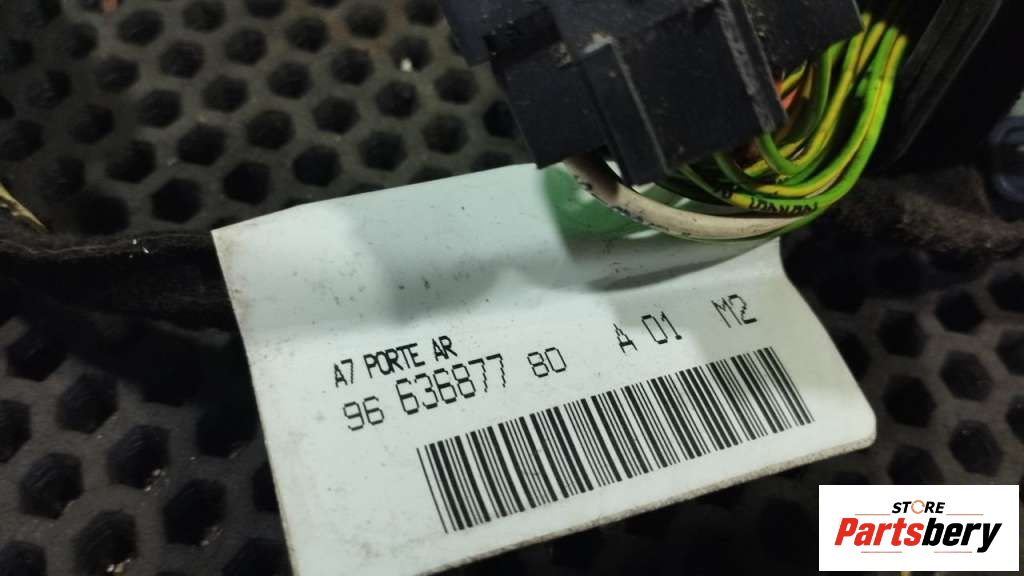 A7 PORTE AR
96 636877 80 A 01 M2
STORE
Partsbery